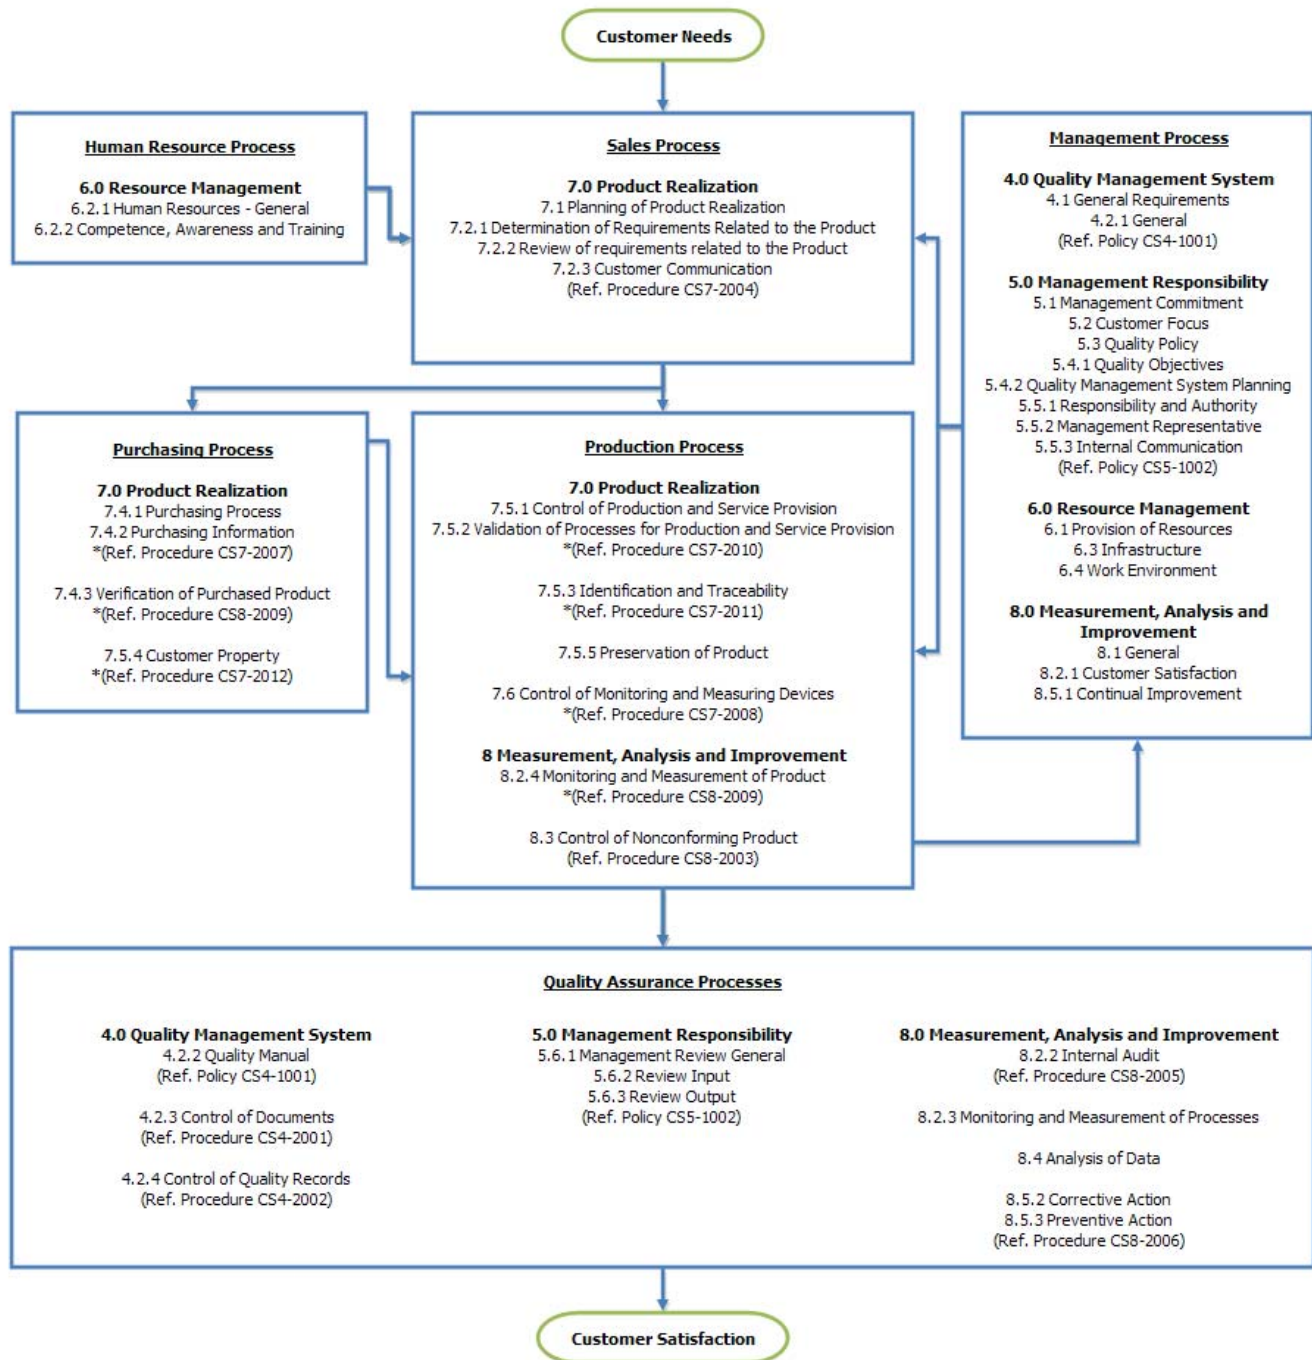 Customer Needs
Human Resource Process
6.0 Resource Management
6.2.1 Human Resources - General
6.2.2 Competence, Awareness and Training
Sales Process
7.0 Product Realization
7.1 Planning of Product Realization
7.2.1 Determination of Requirements Related to the Product
7.2.2 Review of requirements related to the Product
7.2.3 Customer Communication
(Ref. Procedure CS7-2004)
Management Process
4.0 Quality Management System
4.1 General Requirements
4.2.1 General
(Ref. Policy CS4-1001)
5.0 Management Responsibility
5.1 Management Commitment
5.2 Customer Focus
5.3 Quality Policy
5.4.1 Quality Objectives
5.4.2 Quality Management System Planning
5.5.1 Responsibility and Authority
5.5.2 Management Representative
5.5.3 Internal Communication
(Ref. Policy CS5-1002)
6.0 Resource Management
6.1 Provision of Resources
6.3 Infrastructure
6.4 Work Environment
8.0 Measurement, Analysis and
Improvement
8.1 General
8.2.1 Customer Satisfaction
8.5.1 Continual Improvement
Purchasing Process
7.0 Product Realization
7.4.1 Purchasing Process
7.4.2 Purchasing Information
*(Ref. Procedure CS7-2007)
7.4.3 Verification of Purchased Product
*(Ref. Procedure CS8-2009)
7.5.4 Customer Property
*(Ref. Procedure CS7-2012)
Production Process
7.0 Product Realization
7.5.1 Control of Production and Service Provision
7.5.2 Validation of Processes for Production and Service Provision
*(Ref. Procedure CS7-2010)
7.5.3 Identification and Traceability
*(Ref. Procedure CS7-2011)
7.5.5 Preservation of Product
7.6 Control of Monitoring and Measuring Devices
*(Ref. Procedure CS7-2008)
8 Measurement, Analysis and Improvement
8.2.4 Monitoring and Measurement of Product
*(Ref. Procedure CS8-2009)
8.3 Control of Nonconforming Product
(Ref. Procedure CS8-2003)
Quality Assurance Processes
4.0 Quality Management System
4.2.2 Quality Manual
(Ref. Policy CS4-1001)
4.2.3 Control of Documents
(Ref. Procedure CS4-2001)
4.2.4 Control of Quality Records
(Ref. Procedure CS4-2002)
5.0 Management Responsibility
5.6.1 Management Review General
5.6.2 Review Input
5.6.3 Review Output
(Ref. Policy CS5-1002)
8.0 Measurement, Analysis and Improvement
8.2.2 Internal Audit
(Ref. Procedure CS8-2005)
8.2.3 Monitoring and Measurement of Processes
8.4 Analysis of Data
8.5.2 Corrective Action
8.5.3 Preventive Action
(Ref. Procedure CS8-2006)
Customer Satisfaction